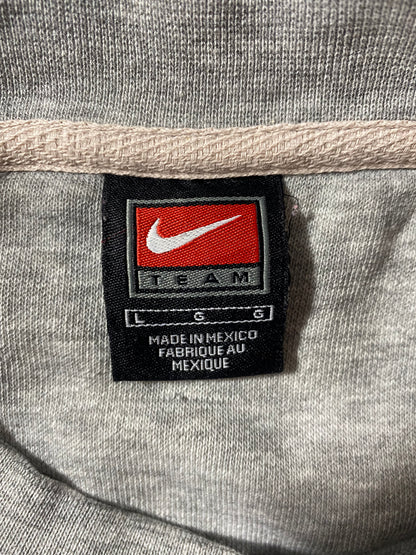 TEAM
L G G
MADE IN MEXICO
FABRIQUE AU
MEXIQUE